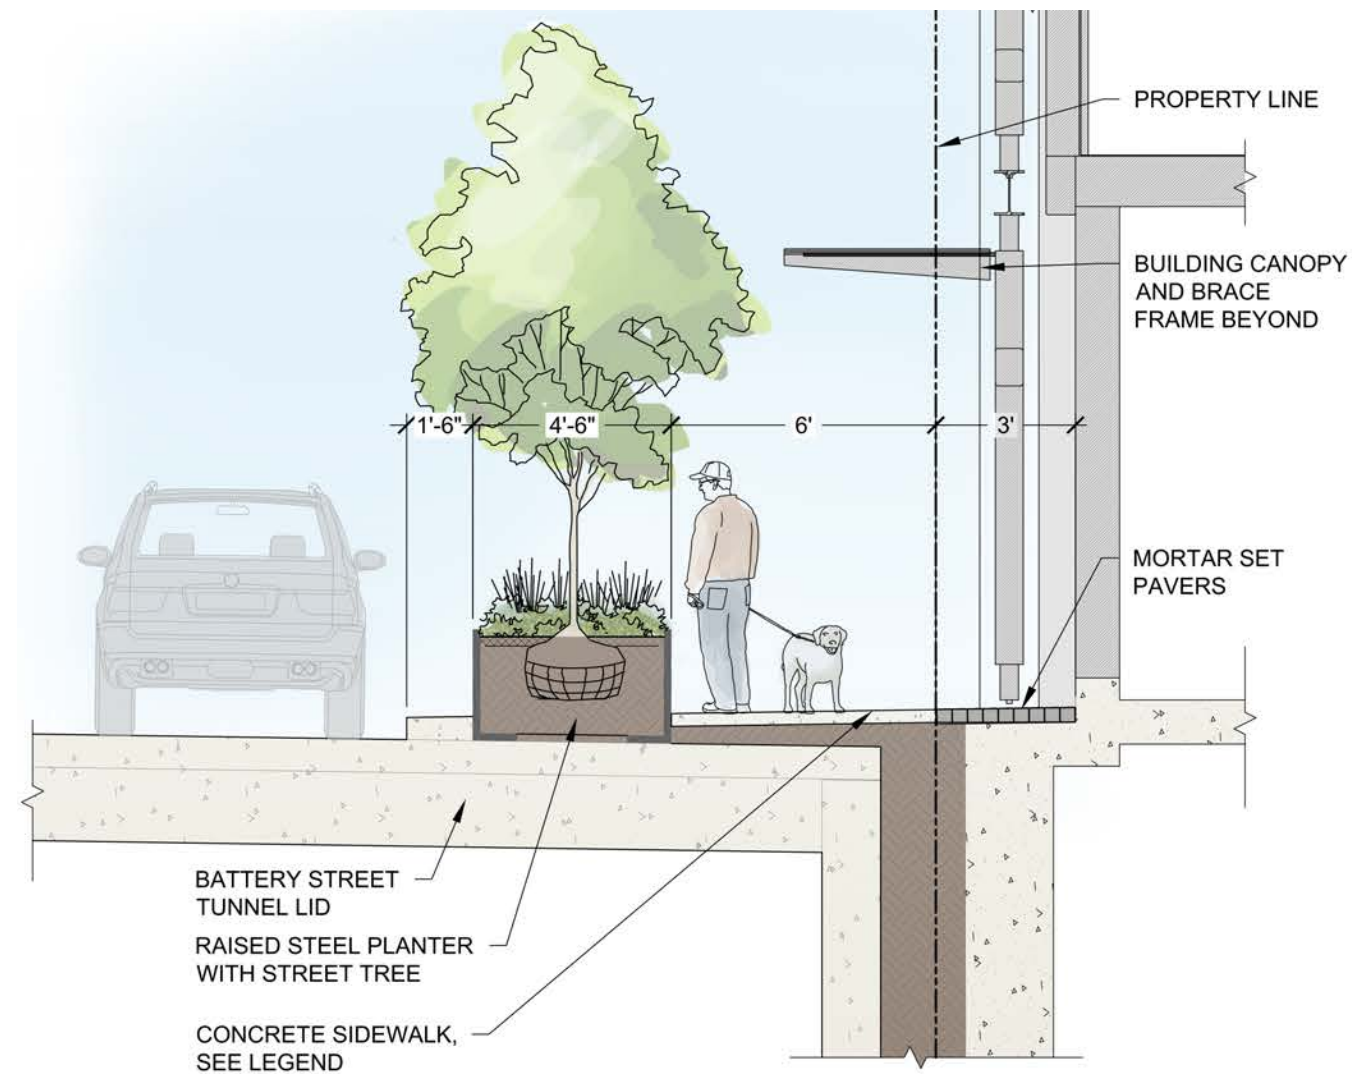 PROPERTY LINE
BUILDING CANOPY
AND BRACE
FRAME BEYOND
1'-6"
4'-6"
6'
3'
MORTAR SET
PAVERS
BATTERY STREET
TUNNEL LID
RAISED STEEL PLANTER
WITH STREET TREE
CONCRETE SIDEWALK,
SEE LEGEND